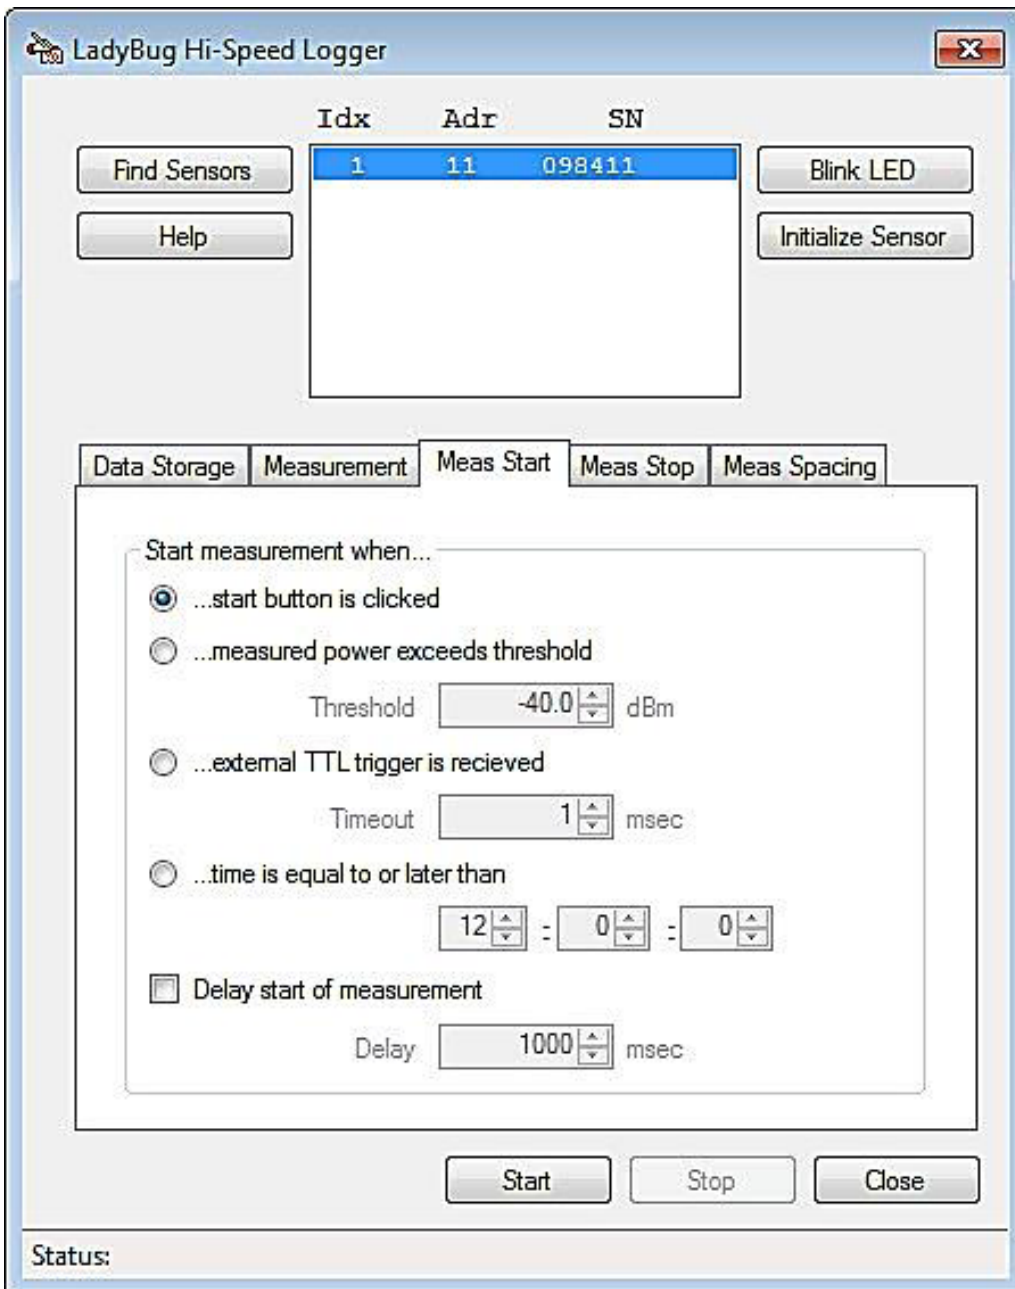 LadyBug Hi-Speed Logger
Idx Adr SN
Find Sensors 1 11 098411 Blink LED
Help Initialize Sensor
Data Storage Measurement Meas Start Meas Stop Meas Spacing
Start measurement when...
...start button is clicked
...measured power exceeds threshold
Threshold -40.0 dBm
...external TTL trigger is recieved
Timeout 1 msec
...time is equal to or later than
12 : 0 : 0
Delay start of measurement
Delay 1000 msec
Start Stop Close
Status: